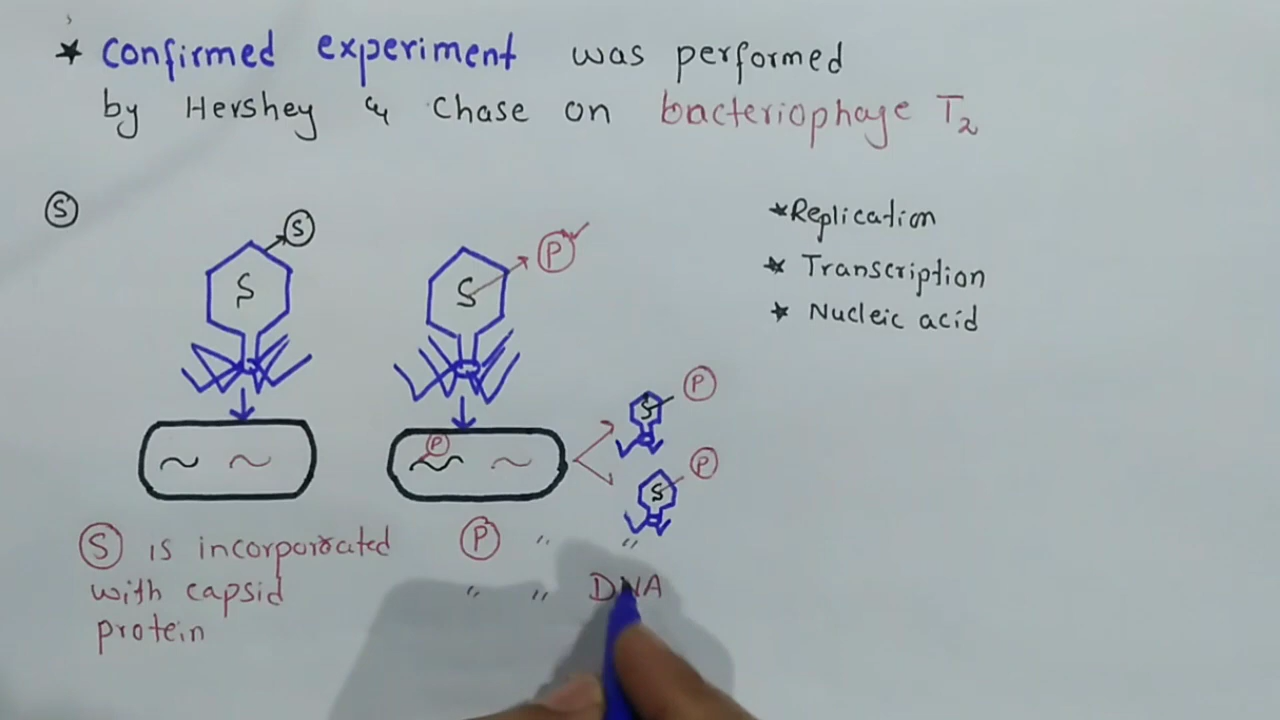 * Confirmed experiment was performed
by Hershey & Chase on bacteriophage T2
S
S
S
P
S
*Replication
* Transcription
* Nucleic acid
P
S
P
P
S
S is incorporated
with capsid
protein
P " "
" " DNA